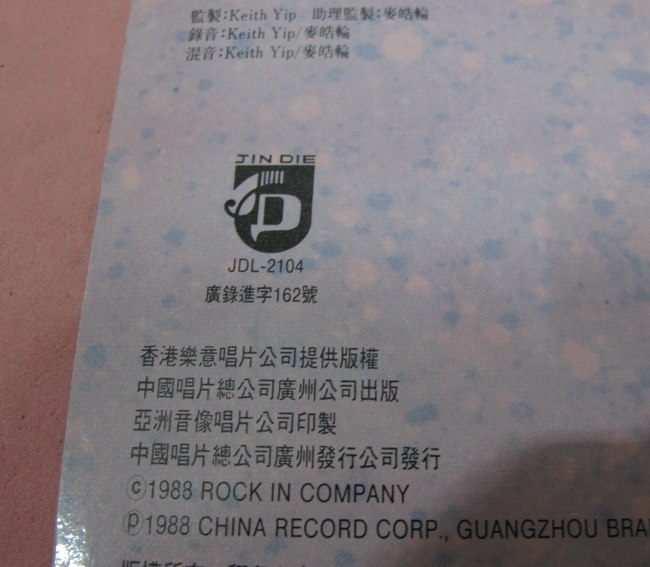 監製:Keith Yip 助理監製:麥皓輪
錄音:Keith Yip/麥皓輪
混音:Keith Yip/麥皓輪
JIN DIE
JDL-2104
廣錄進字162號
香港樂意唱片公司提供版權
中國唱片總公司廣州公司出版
亞洲音像唱片公司印製
中國唱片總公司廣州發行公司發行
©1988 ROCK IN COMPANY
℗1988 CHINA RECORD CORP., GUANGZHOU BRA
版權所有